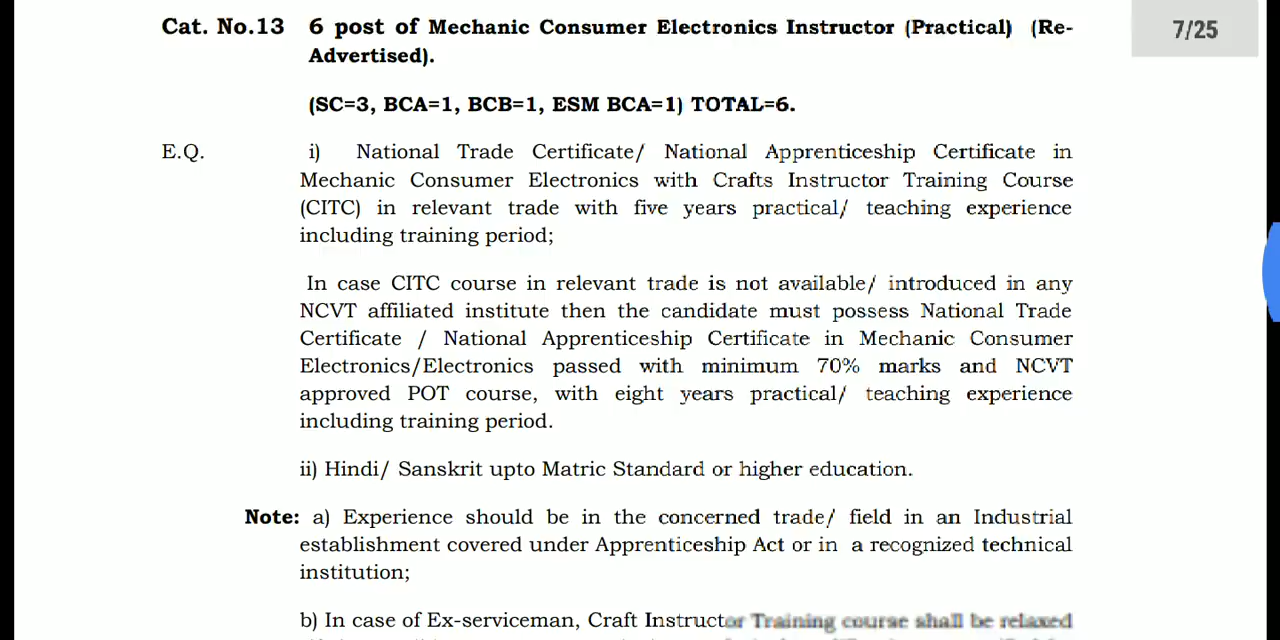 Cat. No.13 6 post of Mechanic Consumer Electronics Instructor (Practical) (Re-
Advertised).
7/25
(SC=3, BCA=1, BCB=1, ESM BCA=1) TOTAL=6.
E.Q. i) National Trade Certificate/ National Apprenticeship Certificate in
Mechanic Consumer Electronics with Crafts Instructor Training Course
(CITC) in relevant trade with five years practical/ teaching experience
including training period;
In case CITC course in relevant trade is not available/ introduced in any
NCVT affiliated institute then the candidate must possess National Trade
Certificate / National Apprenticeship Certificate in Mechanic Consumer
Electronics/Electronics passed with minimum 70% marks and NCVT
approved POT course, with eight years practical/ teaching experience
including training period.
ii) Hindi/ Sanskrit upto Matric Standard or higher education.
Note: a) Experience should be in the concerned trade/ field in an Industrial
establishment covered under Apprenticeship Act or in a recognized technical
institution;
b) In case of Ex-serviceman, Craft Instructor Training course shall be relaxed